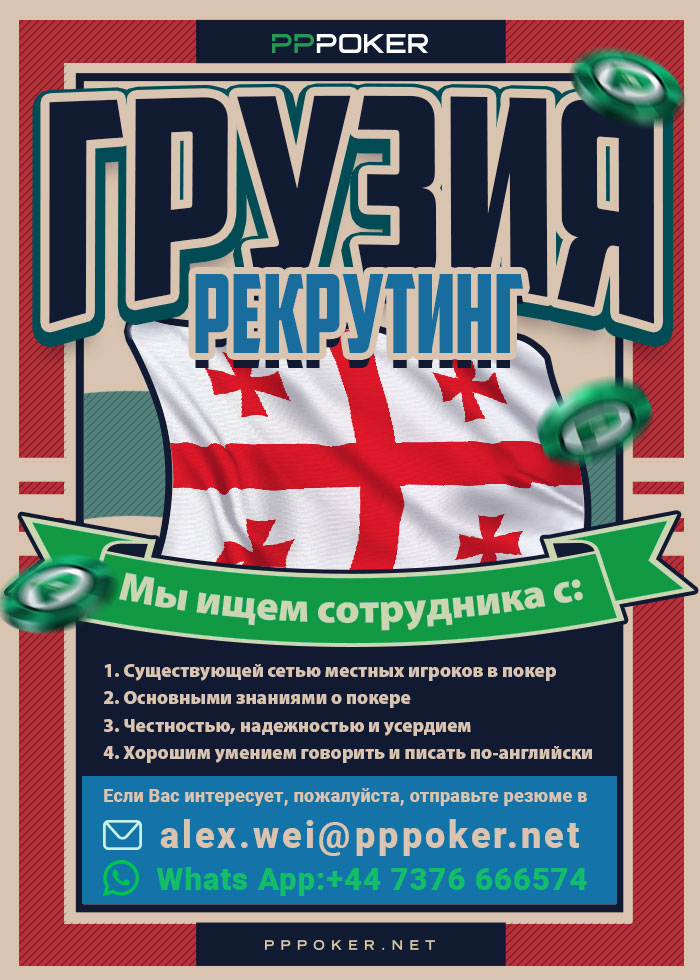 PPPOKER
ГРУЗИЯ
РЕКРУТИНГ
Мы ищем сотрудника с:
1. Существующей сетью местных игроков в покер
2. Основными знаниями о покере
3. Честностью, надежностью и усердием
4. Хорошим умением говорить и писать по-английски
Если Вас интересует, пожалуйста, отправьте резюме в
alex.wei@pppoker.net
Whats App:+44 7376 666574
PPPOKER.NET